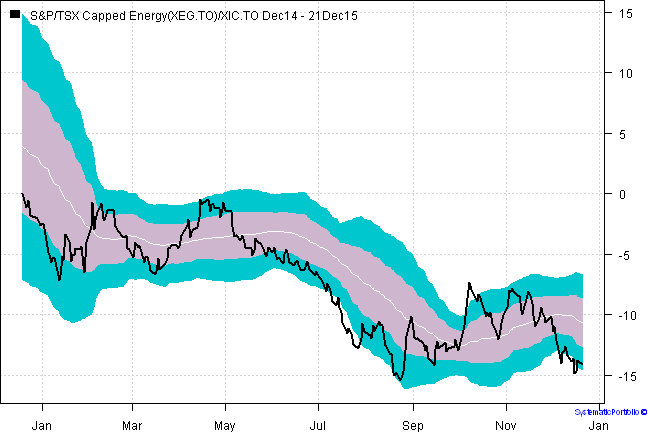 S&P/TSX Capped Energy(XEG.TO)/XIC.TO Dec14 - 21Dec15
15
10
5
0
-5
-10
-15
Jan Mar May Jul Sep Nov Jan
SystematicPortfolio ©